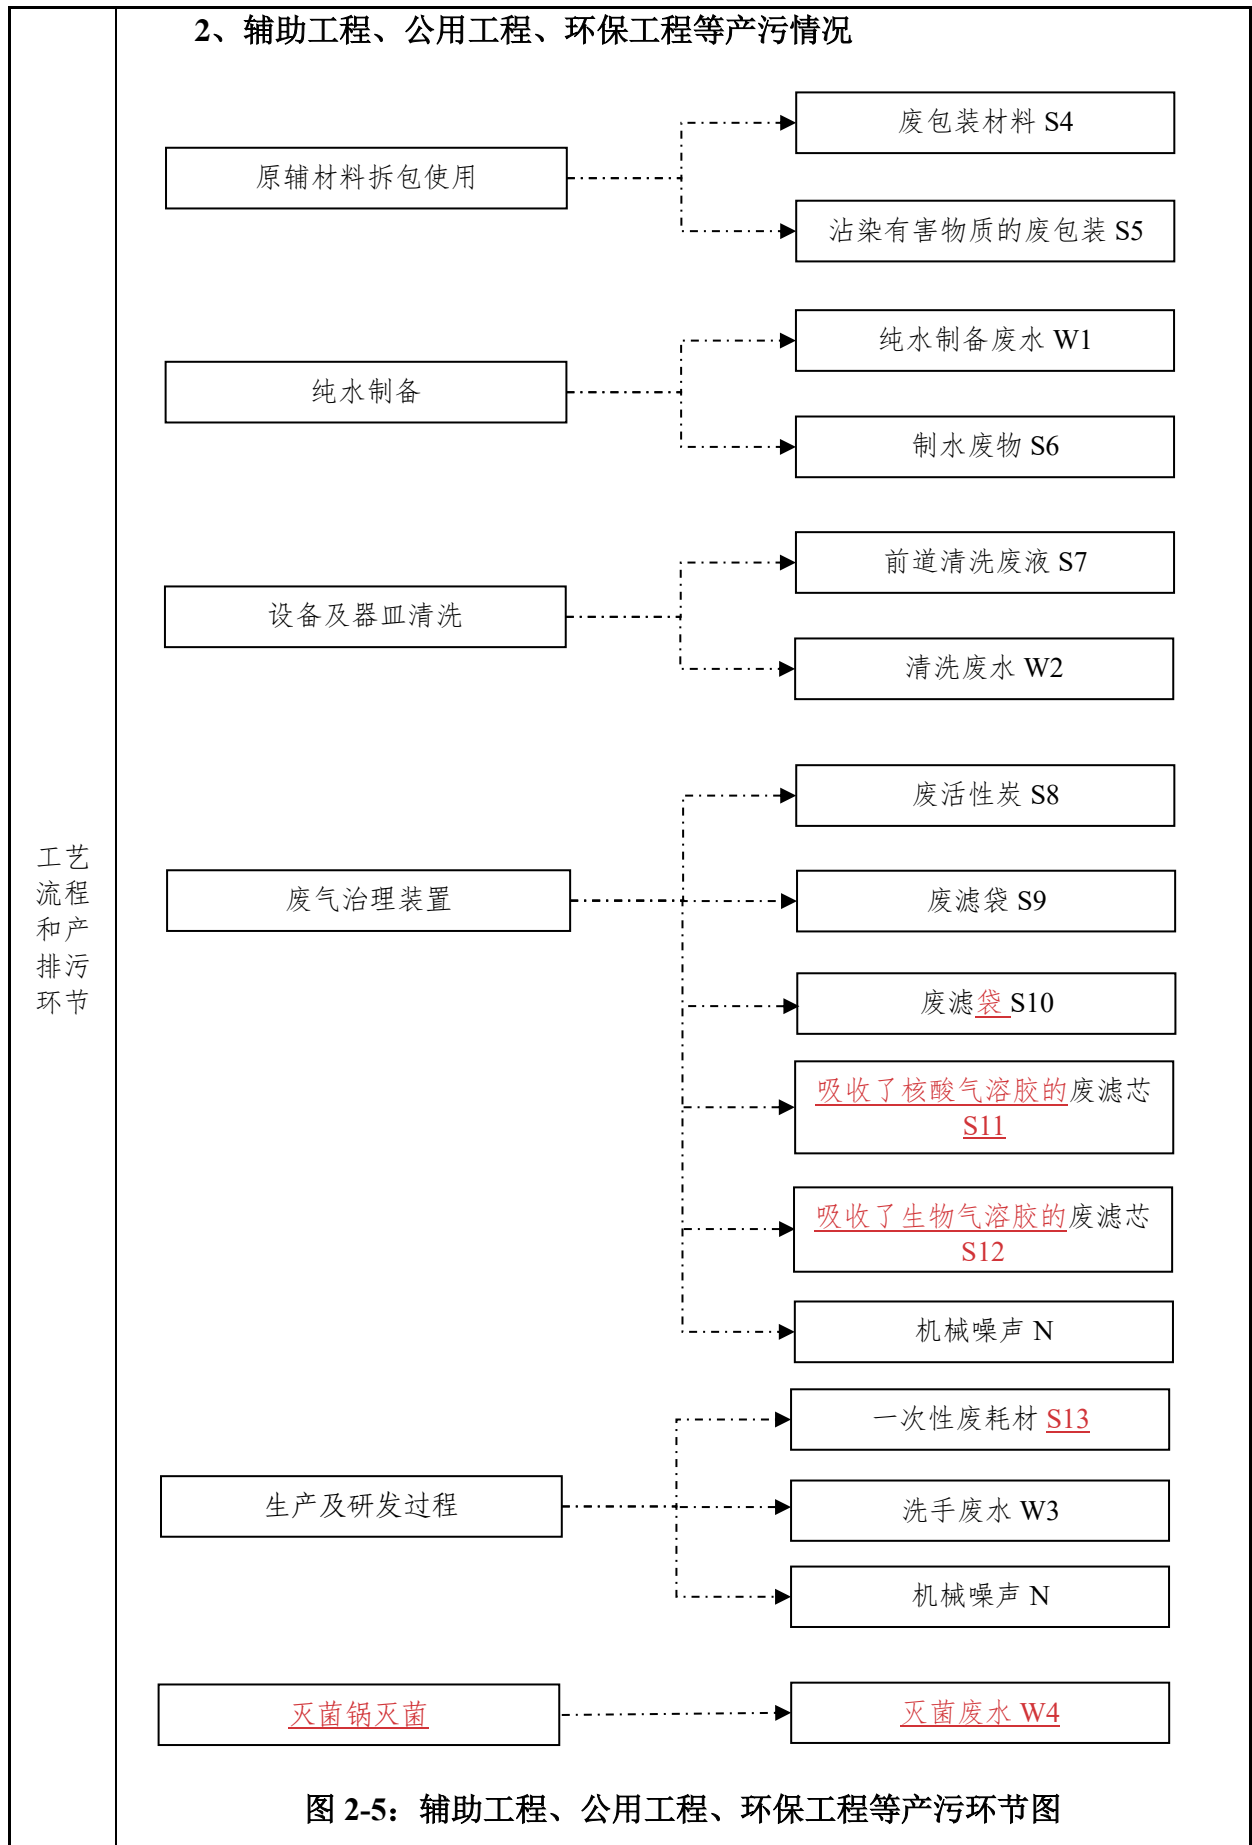 2、辅助工程、公用工程、环保工程等产污情况
废包装材料 S4
原辅材料拆包使用
沾染有害物质的废包装 S5
纯水制备废水 W1
纯水制备
制水废物 S6
前道清洗废液 S7
设备及器皿清洗
清洗废水 W2
废活性炭 S8
工艺
流程
和产
排污
环节
废气治理装置
废滤袋 S9
废滤袋 S10
吸收了核酸气溶胶的废滤芯
S11
吸收了生物气溶胶的废滤芯
S12
机械噪声 N
一次性废耗材 S13
生产及研发过程
洗手废水 W3
机械噪声 N
灭菌锅灭菌
灭菌废水 W4
图 2-5：辅助工程、公用工程、环保工程等产污环节图